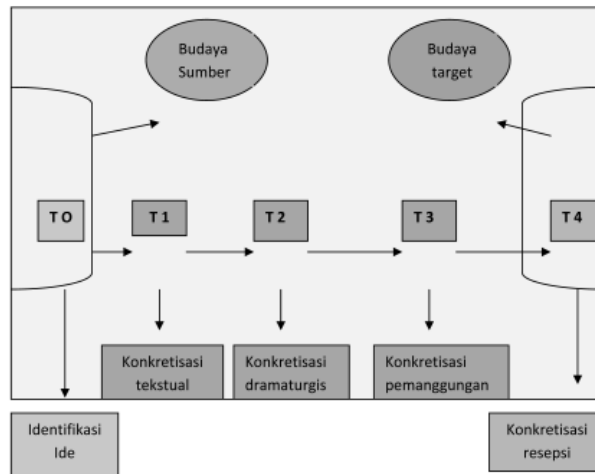 Budaya
Sumber
Budaya
target
T O
T 1
T 2
T 3
T 4
Konkretisasi
tekstual
Konkretisasi
dramaturgis
Konkretisasi
pemanggungan
Identifikasi
Ide
Konkretisasi
resepsi